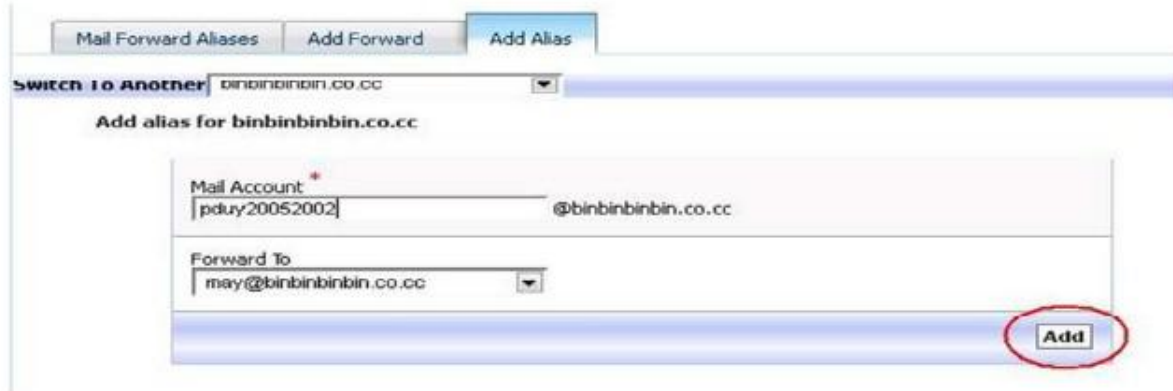 Mail Forward Aliases Add Forward Add Alias
Switch To Another binbinbinbin.co.cc
Add alias for binbinbinbin.co.cc
Mail Account *
pduy20052002 @binbinbinbin.co.cc
Forward To
may@binbinbinbin.co.cc
Add